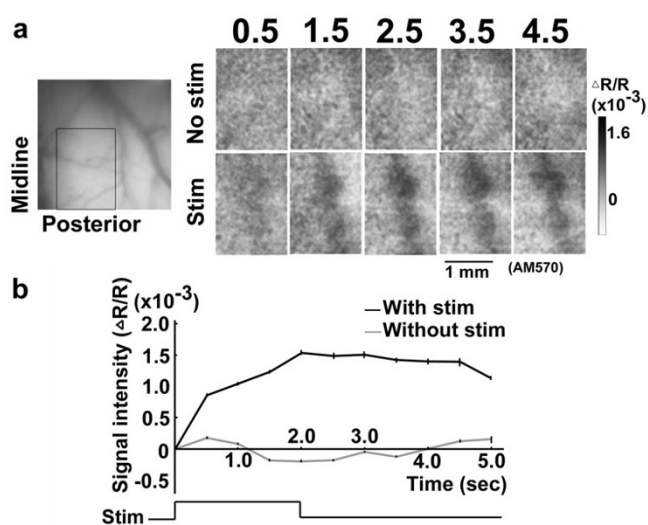 a
0.5 1.5 2.5 3.5 4.5
△R/R
(x10-3)
No stim
1.6
Midline
Stim
0
Posterior
1 mm
(AM570)
b
(x10-3)
With stim
Without stim
Signal intensity (△R/R)
2.0
1.5
1.0
0.5
0
-0.5
1.0 2.0 3.0 4.0 5.0
Time (sec)
Stim